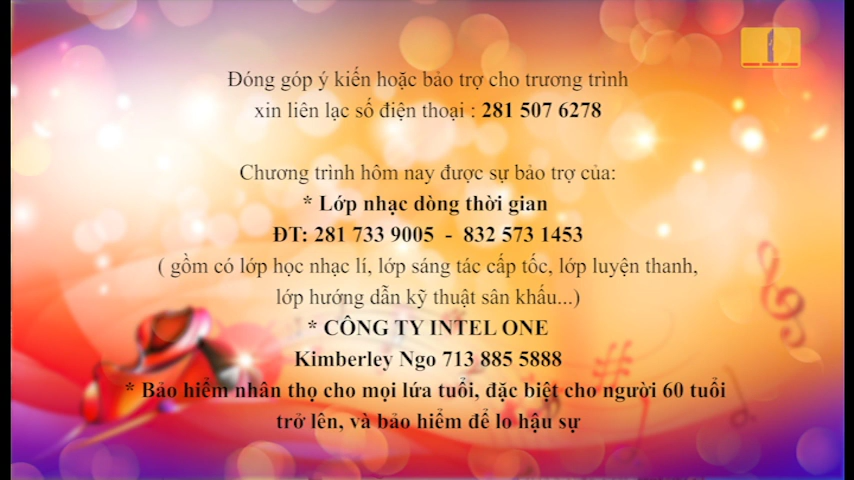 Đóng góp ý kiến hoặc bảo trợ cho trương trình
xin liên lạc số điện thoại : 281 507 6278
Chương trình hôm nay được sự bảo trợ của:
* Lớp nhạc dòng thời gian
ĐT: 281 733 9005 - 832 573 1453
( gồm có lớp học nhạc lí, lớp sáng tác cấp tốc, lớp luyện thanh,
lớp hướng dẫn kỹ thuật sân khấu...)
* CÔNG TY INTEL ONE
Kimberley Ngo 713 885 5888
* Bảo hiểm nhân thọ cho mọi lứa tuổi, đặc biệt cho người 60 tuổi
trở lên, và bảo hiểm để lo hậu sự